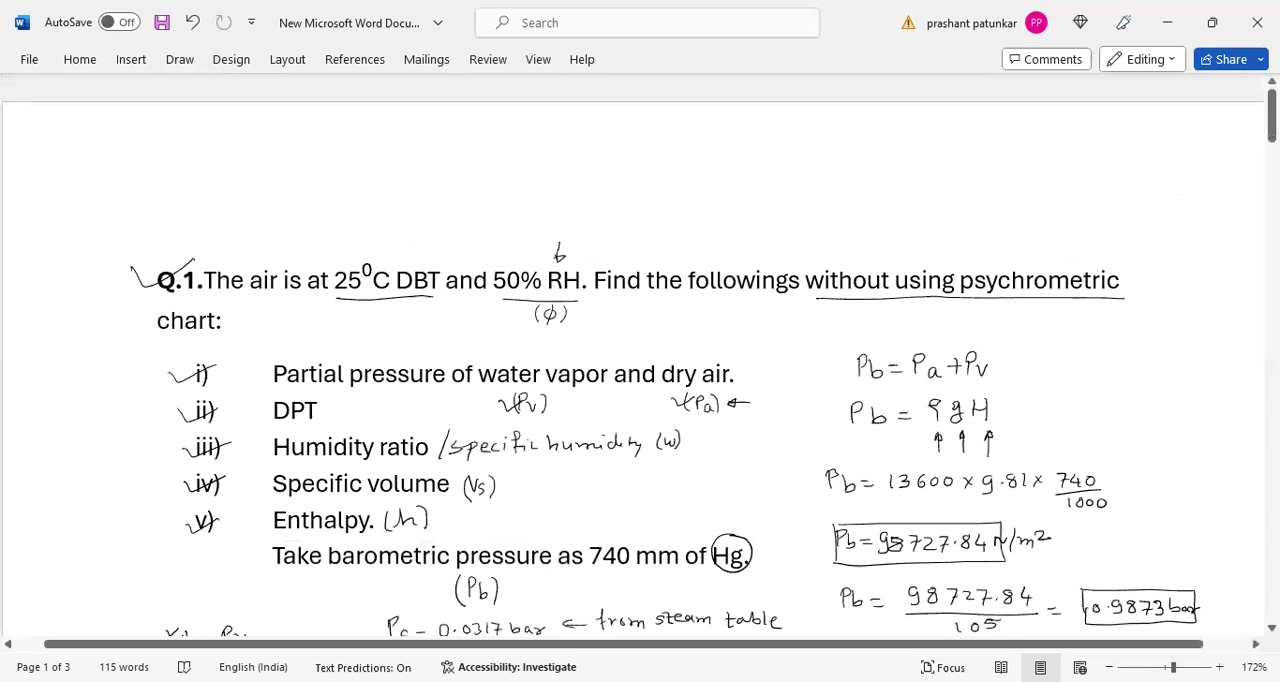 AutoSave Off New Microsoft Word Docu... Search prashant patunkar PP
File Home Insert Draw Design Layout References Mailings Review View Help Comments Editing Share
Q.1.The air is at 25⁰C DBT and 50% RH. Find the followings without using psychrometric
(φ)
chart:
i) Partial pressure of water vapor and dry air.
(Pv) (Pa) ←
ii) DPT
iii) Humidity ratio /specific humidity (w)
iv) Specific volume (Vs)
v) Enthalpy. (h)
Take barometric pressure as 740 mm of Hg.
(Pb)
Pb = Pa + Pv
Pb = ρgH
Pb = 13600 × 9.81 × 740/1000
Pb = 98727.84 N/m²
Pb = 98727.84/10⁵ = 0.9873 bar
= 0.0317 bar ← from steam table
Page 1 of 3 115 words English (India) Text Predictions: On Accessibility: Investigate Focus 172%